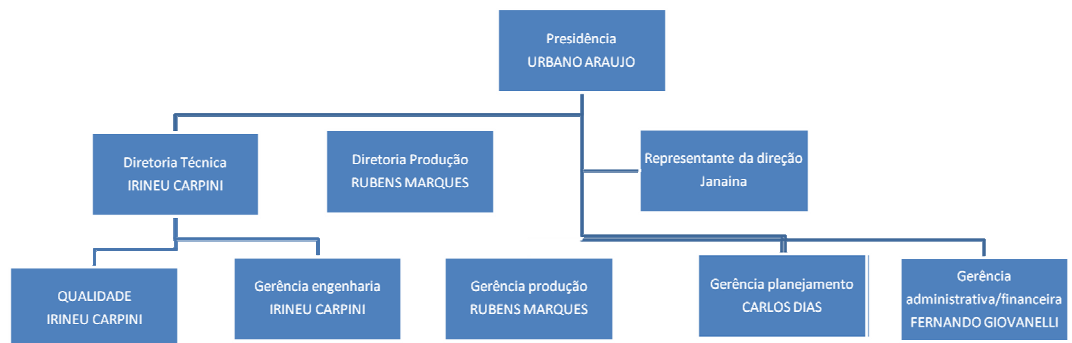 Presidência
URBANO ARAUJO
Diretoria Técnica
IRINEU CARPINI
Diretoria Produção
RUBENS MARQUES
Representante da direção
Janaina
QUALIDADE
IRINEU CARPINI
Gerência engenharia
IRINEU CARPINI
Gerência produção
RUBENS MARQUES
Gerência planejamento
CARLOS DIAS
Gerência
administrativa/financeira
FERNANDO GIOVANELLI